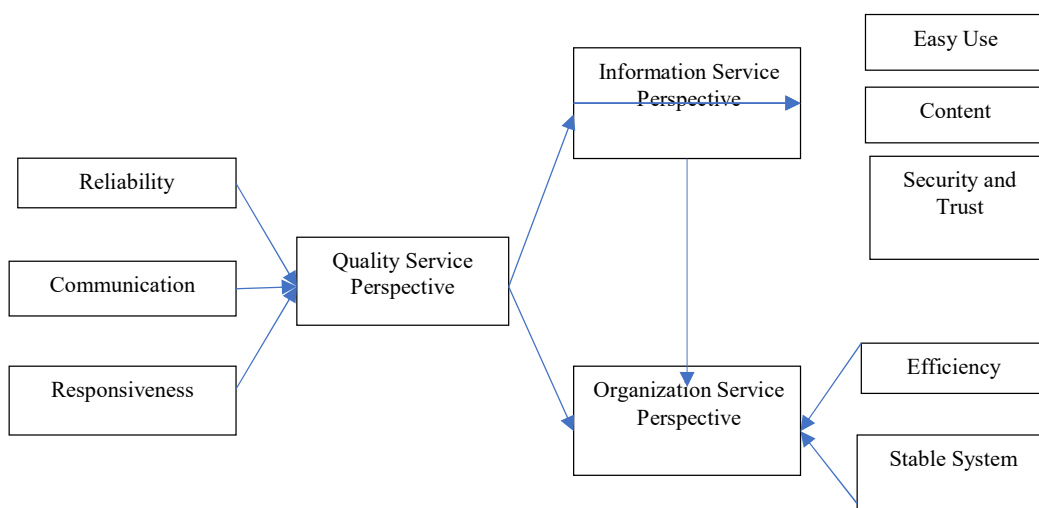 Easy Use
Information Service
Perspective
Content
Reliability
Security and
Trust
Quality Service
Perspective
Communication
Responsiveness
Organization Service
Perspective
Efficiency
Stable System